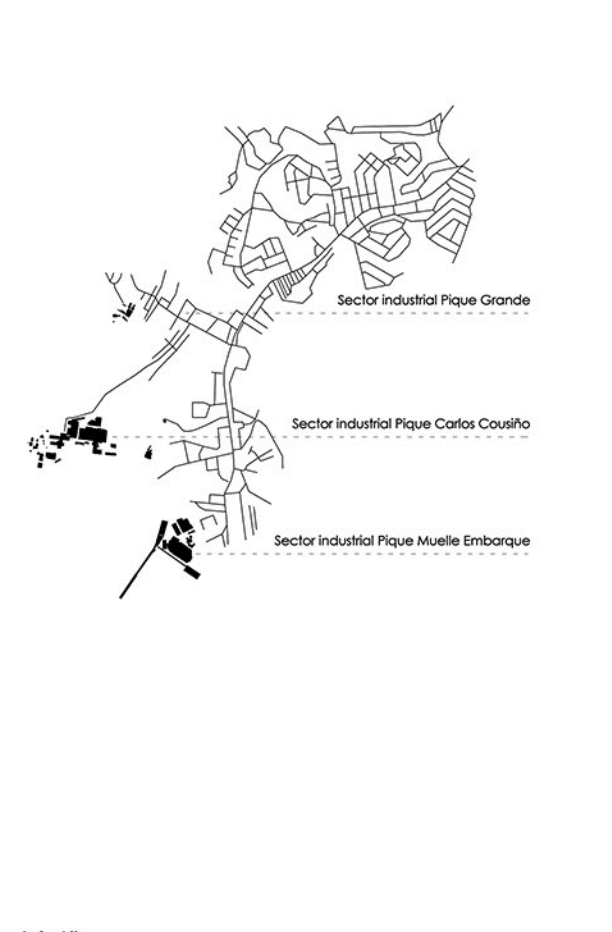 Sector industrial Pique Grande
Sector industrial Pique Carlos Cousiño
Sector industrial Pique Muelle Embarque